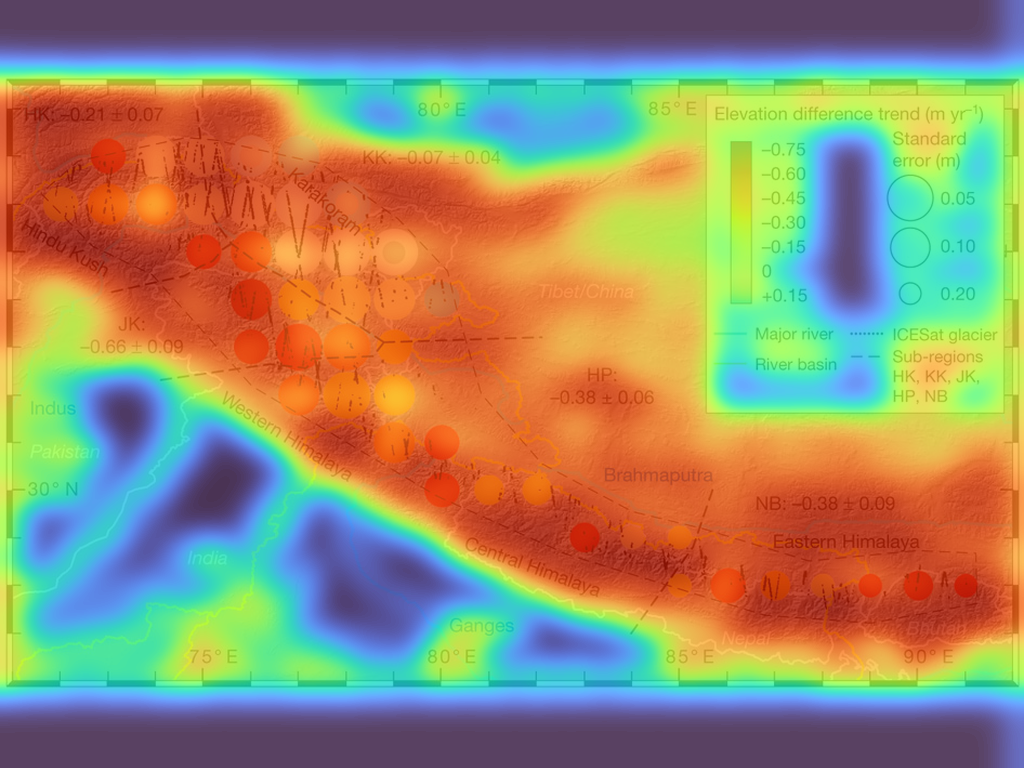 HK: –0.21 ± 0.07
80° E
85° E
KK: –0.07 ± 0.04
Karakoram
Hindu Kush
Tibet/China
JK:
–0.66 ± 0.09
HP:
–0.38 ± 0.06
Indus
Pakistan
Western Himalaya
30° N
Brahmaputra
NB: –0.38 ± 0.09
Eastern Himalaya
India
Central Himalaya
Ganges
Nepal
75° E
80° E
85° E
90° E
Elevation difference trend (m yr⁻¹)
–0.75
–0.60
–0.45
–0.30
–0.15
0
+0.15
Standard
error (m)
0.05
0.10
0.20
Major river
River basin
ICESat glacier
Sub-regions
HK, KK, JK,
HP, NB